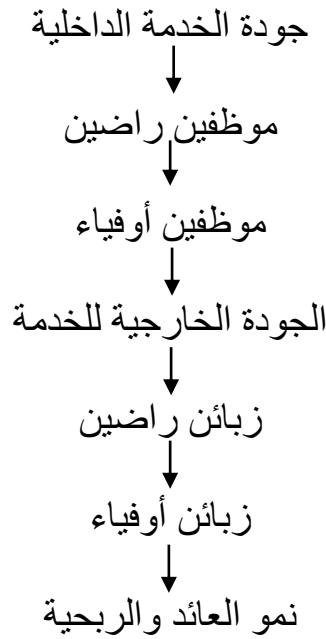 جودة الخدمة الداخلية
موظفين راضين
موظفين أوفياء
الجودة الخارجية للخدمة
زبائن راضين
زبائن أوفياء
نمو العائد والربحية